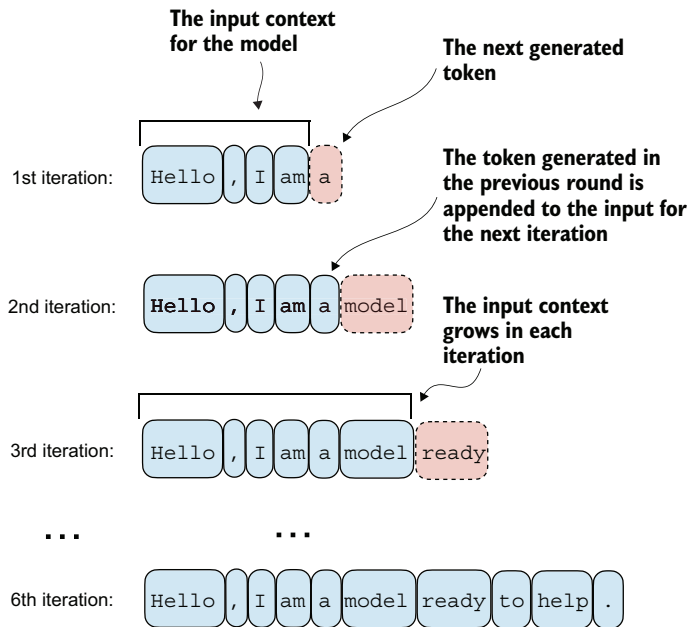 The input context
for the model
The next generated
token
1st iteration: Hello , I am a
The token generated in
the previous round is
appended to the input for
the next iteration
2nd iteration: Hello , I am a model
The input context
grows in each
iteration
3rd iteration: Hello , I am a model ready
... ...
6th iteration: Hello , I am a model ready to help .